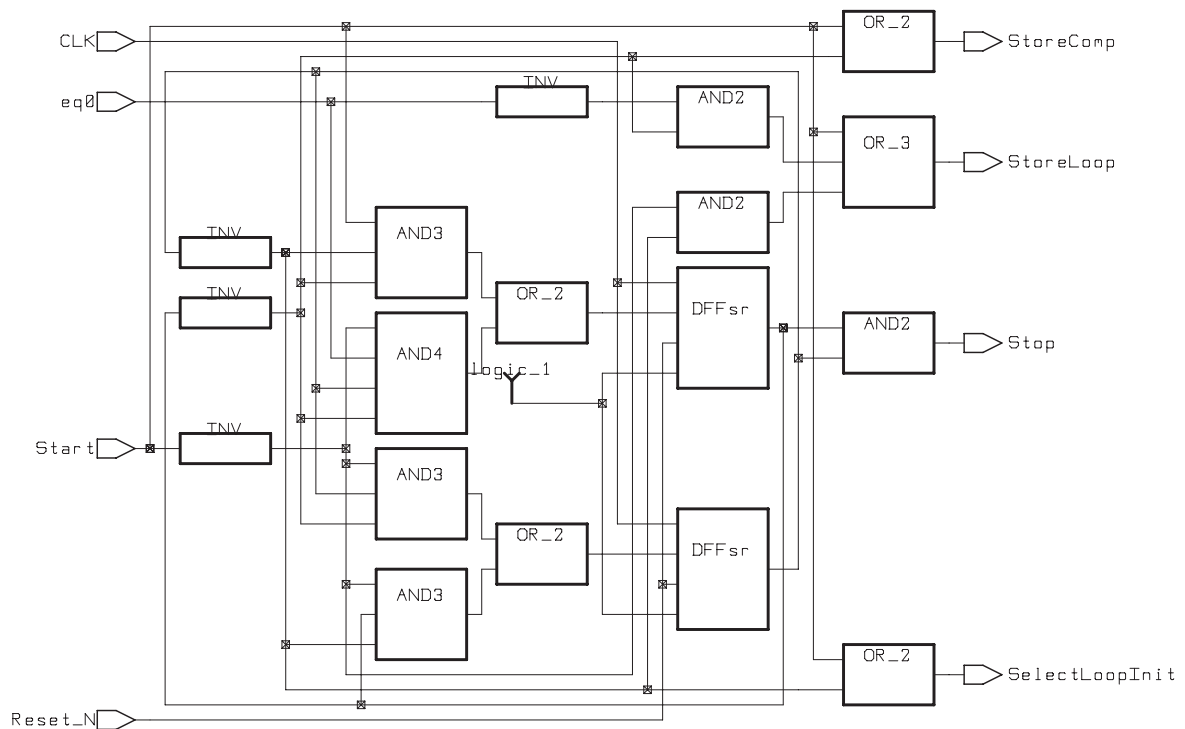 OR_2
CLK
StoreComp
INV
eq0
AND2
OR_3
StoreLoop
AND2
INV
AND3
DFFsr
INV
OR_2
AND2
Stop
AND4
logic_1
INV
Start
AND3
OR_2
DFFsr
AND3
OR_2
SelectLoopInit
Reset_N